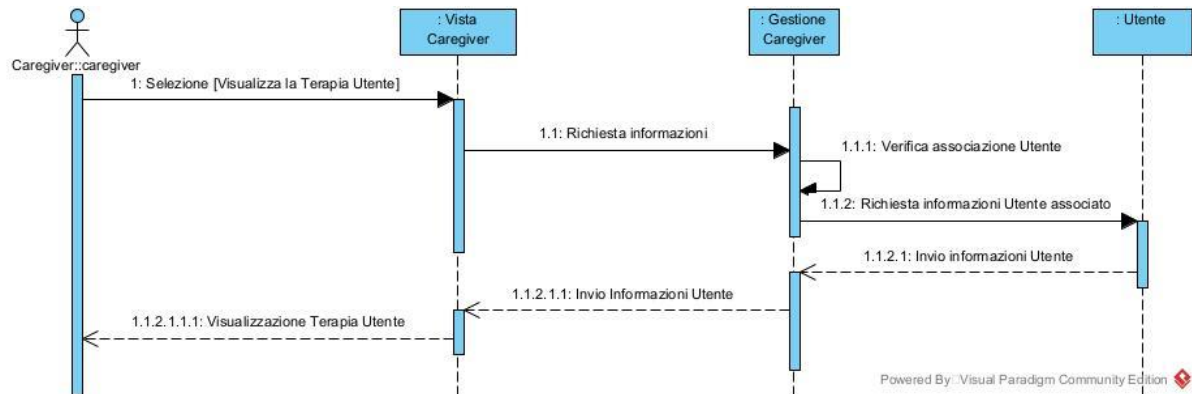 : Vista
Caregiver
: Gestione
Caregiver
: Utente
Caregiver::caregiver
1: Selezione [Visualizza la Terapia Utente]
1.1: Richiesta informazioni
1.1.1: Verifica associazione Utente
1.1.2: Richiesta informazioni Utente associato
1.1.2.1: Invio informazioni Utente
1.1.2.1.1: Invio Informazioni Utente
1.1.2.1.1.1: Visualizzazione Terapia Utente
Powered By Visual Paradigm Community Edition